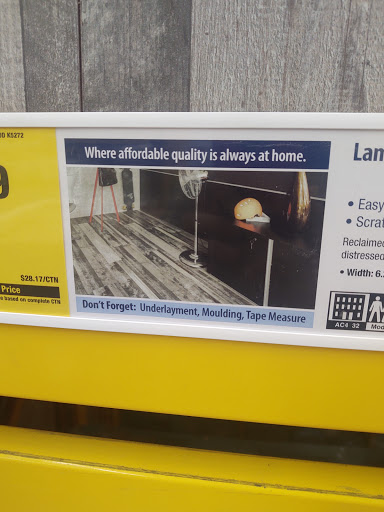 K5272
9
$28.17/CTN
Price
based on complete CTN
Where affordable quality is always at home.
Don't Forget: Underlayment, Moulding, Tape Measure
Lam
• Easy
• Scrat
Reclaimed
distressed
• Width: 6.
AC4 32
Mod